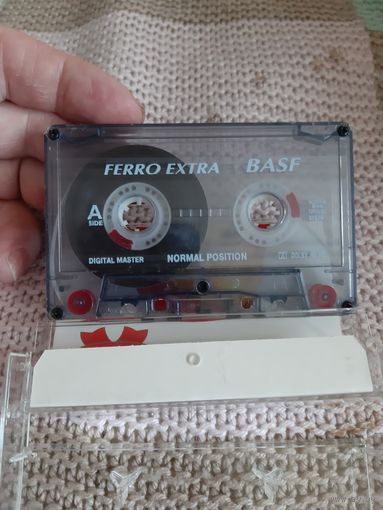 FERRO EXTRA BASF
A
SIDE
DIGITAL MASTER NORMAL POSITION